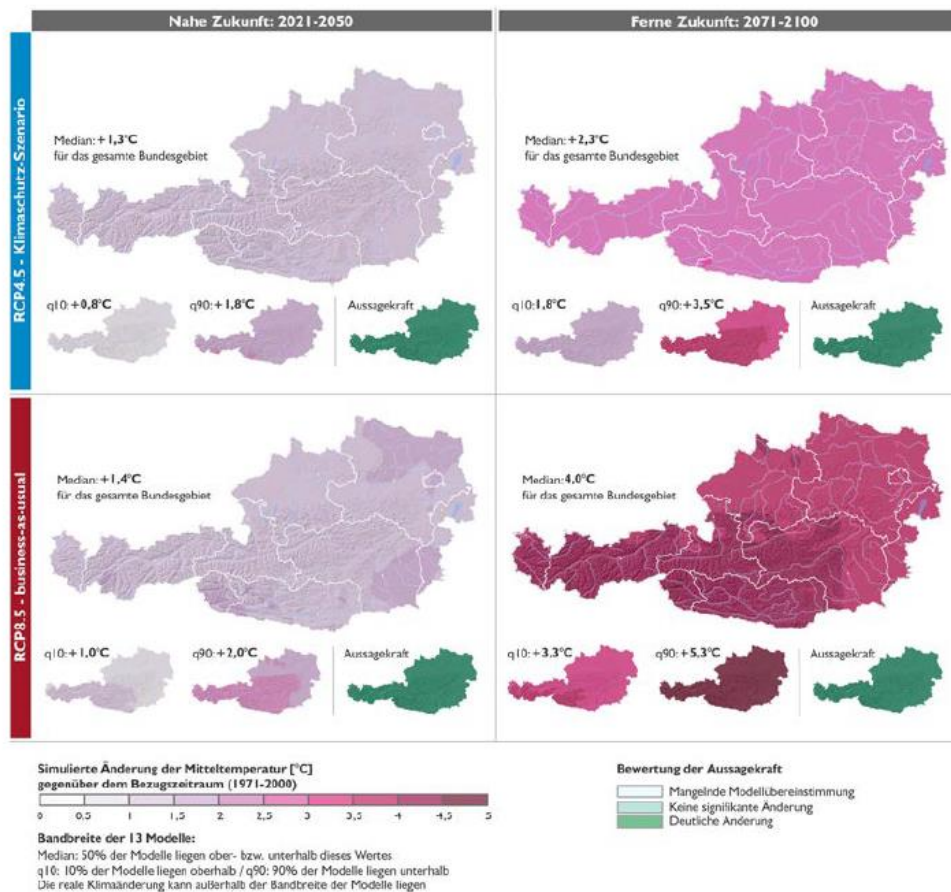 Nahe Zukunft: 2021-2050
Ferne Zukunft: 2071-2100
RCP4.5 - Klimaschutz-Szenario
Median: +1,3°C
für das gesamte Bundesgebiet
q10: +0,8°C
q90: +1,8°C
Aussagekraft
Median: +2,3°C
für das gesamte Bundesgebiet
q10: 1,8°C
q90: +3,5°C
Aussagekraft
RCP8.5 - business-as-usual
Median: +1,4°C
für das gesamte Bundesgebiet
q10: +1,0°C
q90: +2,0°C
Aussagekraft
Median: 4,0°C
für das gesamte Bundesgebiet
q10: +3,3°C
q90: +5,3°C
Aussagekraft
Simulierte Änderung der Mitteltemperatur [°C]
gegenüber dem Bezugszeitraum (1971-2000)
0 0,5 1 1,5 2 2,5 3 3,5 4 4,5 5
Bandbreite der 13 Modelle:
Median: 50% der Modelle liegen ober- bzw. unterhalb dieses Wertes
q10: 10% der Modelle liegen oberhalb / q90: 90% der Modelle liegen unterhalb
Die reale Klimaänderung kann außerhalb der Bandbreite der Modelle liegen
Bewertung der Aussagekraft
Mangelnde Modellübereinstimmung
Keine signifikante Änderung
Deutliche Änderung